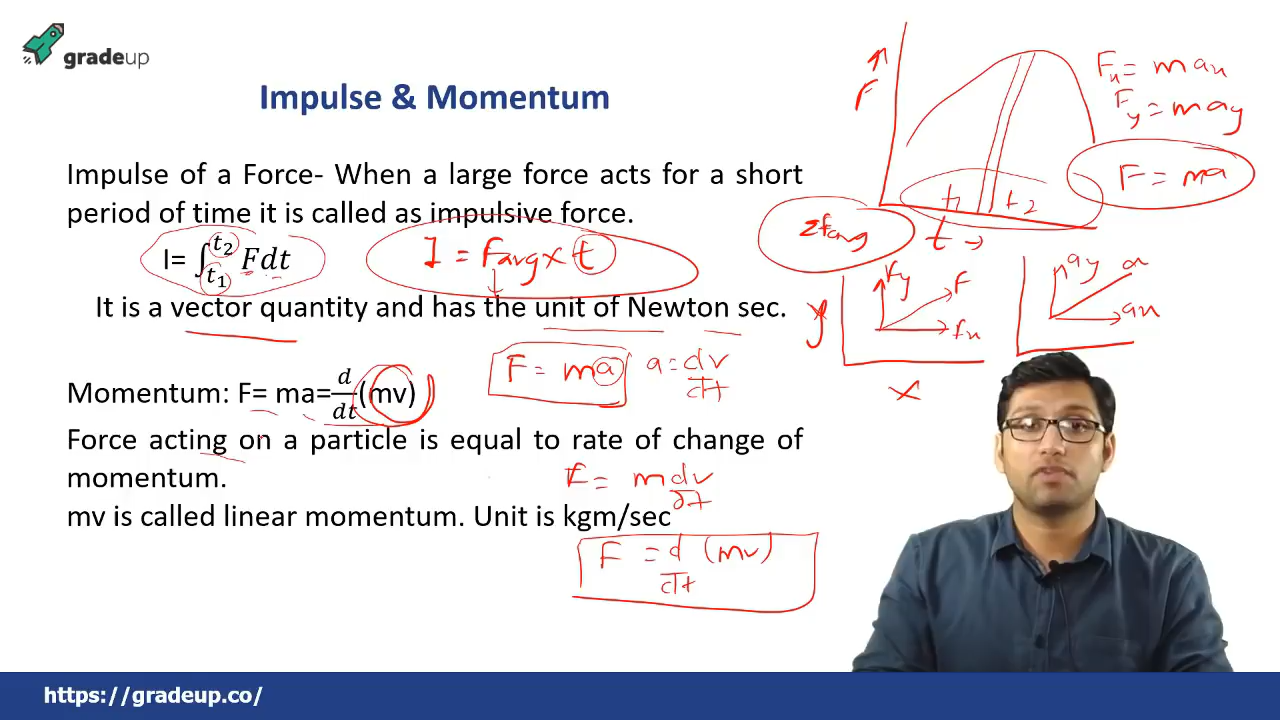 gradeup
Impulse & Momentum
Impulse of a Force- When a large force acts for a short
period of time it is called as impulsive force.
I= ∫t₁t₂ Fdt
I = Favg x t
It is a vector quantity and has the unit of Newton sec.
F = ma
a = dv/dt
Momentum: F= ma= d/dt (mv)
Force acting on a particle is equal to rate of change of
momentum.
F = m dv/dt
mv is called linear momentum. Unit is kgm/sec
F = d/dt (mv)
F
t₁ t₂
t
Fx = max
Fy = may
F = ma
y
Fy
F
fx
x
ay
a
ax
https://gradeup.co/